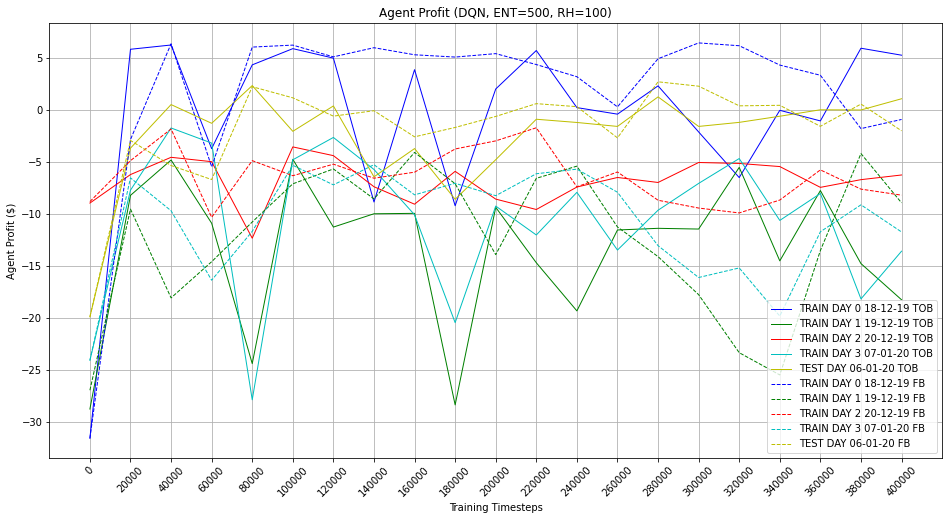 Agent Profit (DQN, ENT=500, RH=100)
Agent Profit ($)
5
0
−5
−10
−15
−20
−25
−30
TRAIN DAY 0 18-12-19 TOB
TRAIN DAY 1 19-12-19 TOB
TRAIN DAY 2 20-12-19 TOB
TRAIN DAY 3 07-01-20 TOB
TEST DAY 06-01-20 TOB
TRAIN DAY 0 18-12-19 FB
TRAIN DAY 1 19-12-19 FB
TRAIN DAY 2 20-12-19 FB
TRAIN DAY 3 07-01-20 FB
TEST DAY 06-01-20 FB
0
20000
40000
60000
80000
100000
120000
140000
160000
180000
200000
220000
240000
260000
280000
300000
320000
340000
360000
380000
400000
Training Timesteps